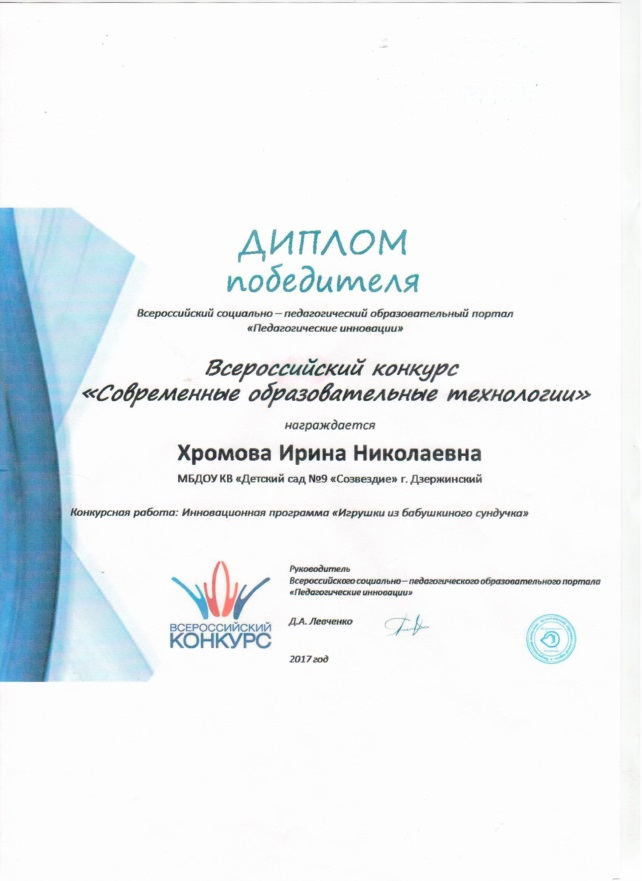 ДИПЛОМ
победителя
Всероссийский социально – педагогический образовательный портал
«Педагогические инновации»
Всероссийский конкурс
«Современные образовательные технологии»
награждается
Хромова Ирина Николаевна
МБДОУ КВ «Детский сад №9 «Созвездие» г. Дзержинский
Конкурсная работа: Инновационная программа «Игрушки из бабушкиного сундучка»
ВСЕРОССИЙСКИЙ
КОНКУРС
Руководитель
Всероссийского социально – педагогического образовательного портала
«Педагогические инновации»
Д.А. Левченко
2017 год